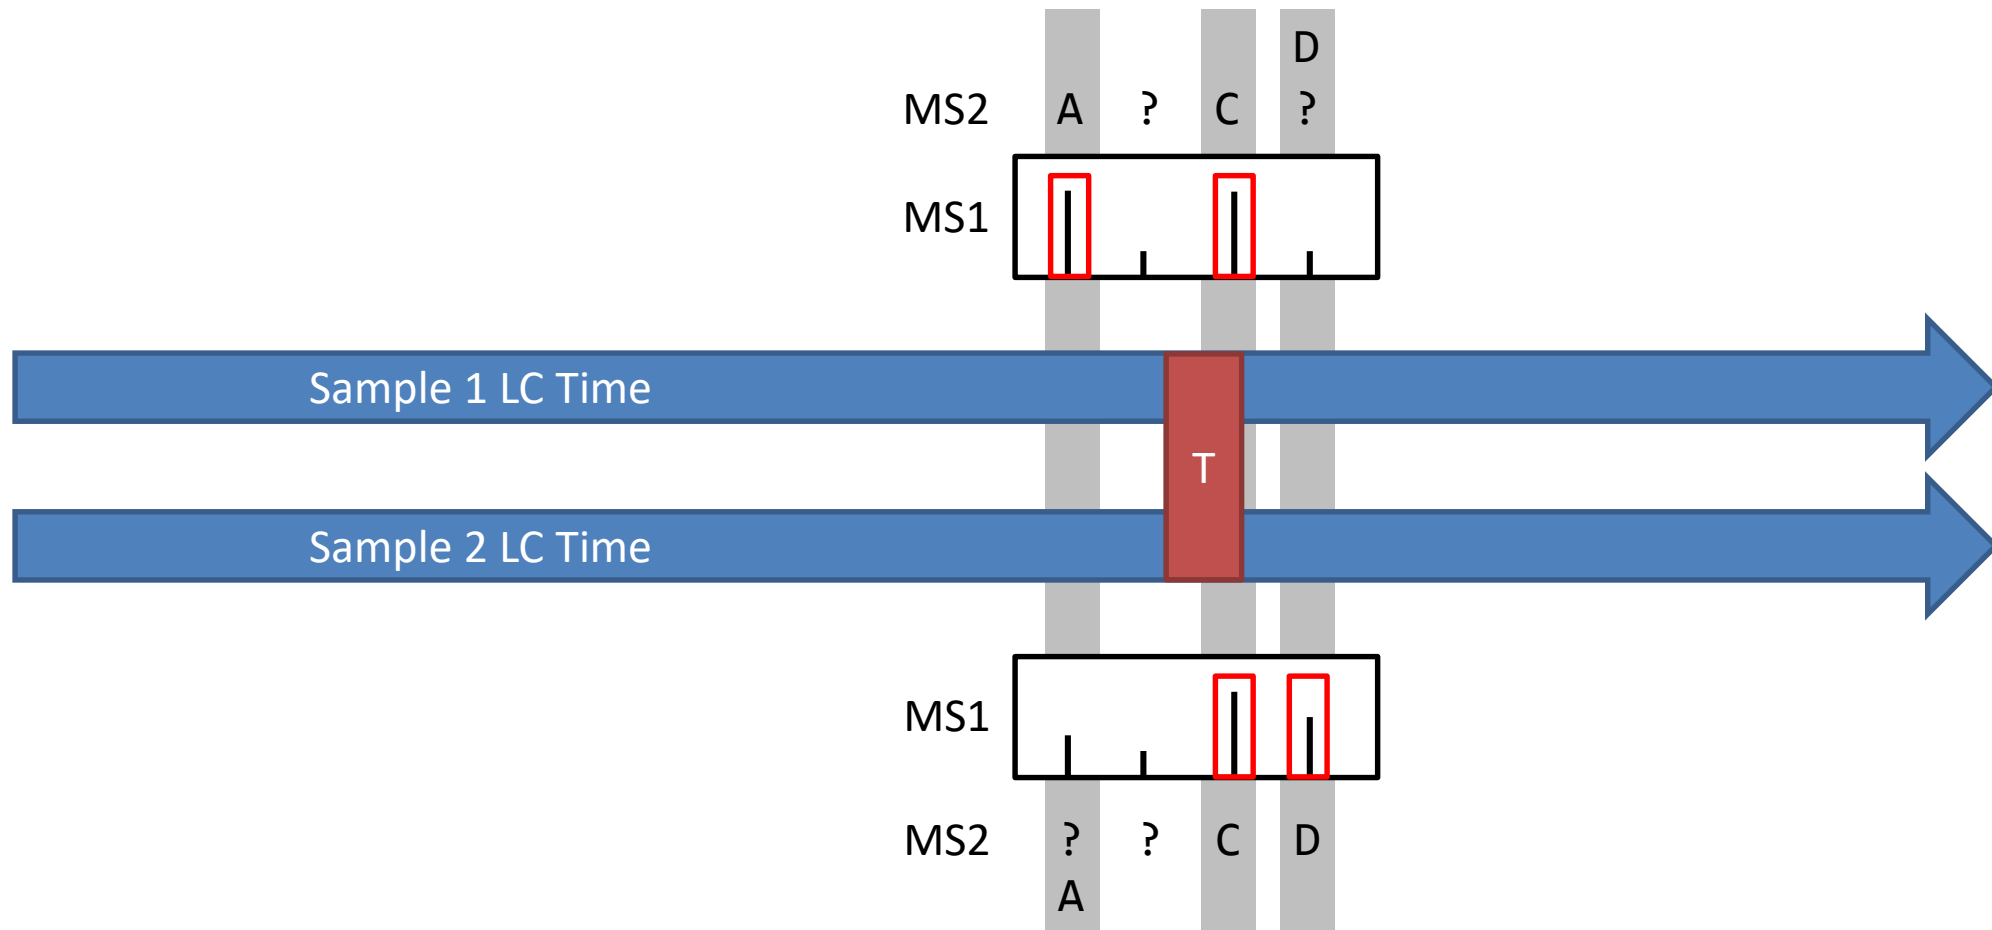 D
MS2 A ? C ?
MS1
Sample 1 LC Time
T
Sample 2 LC Time
MS1
MS2 ? ? C D
A